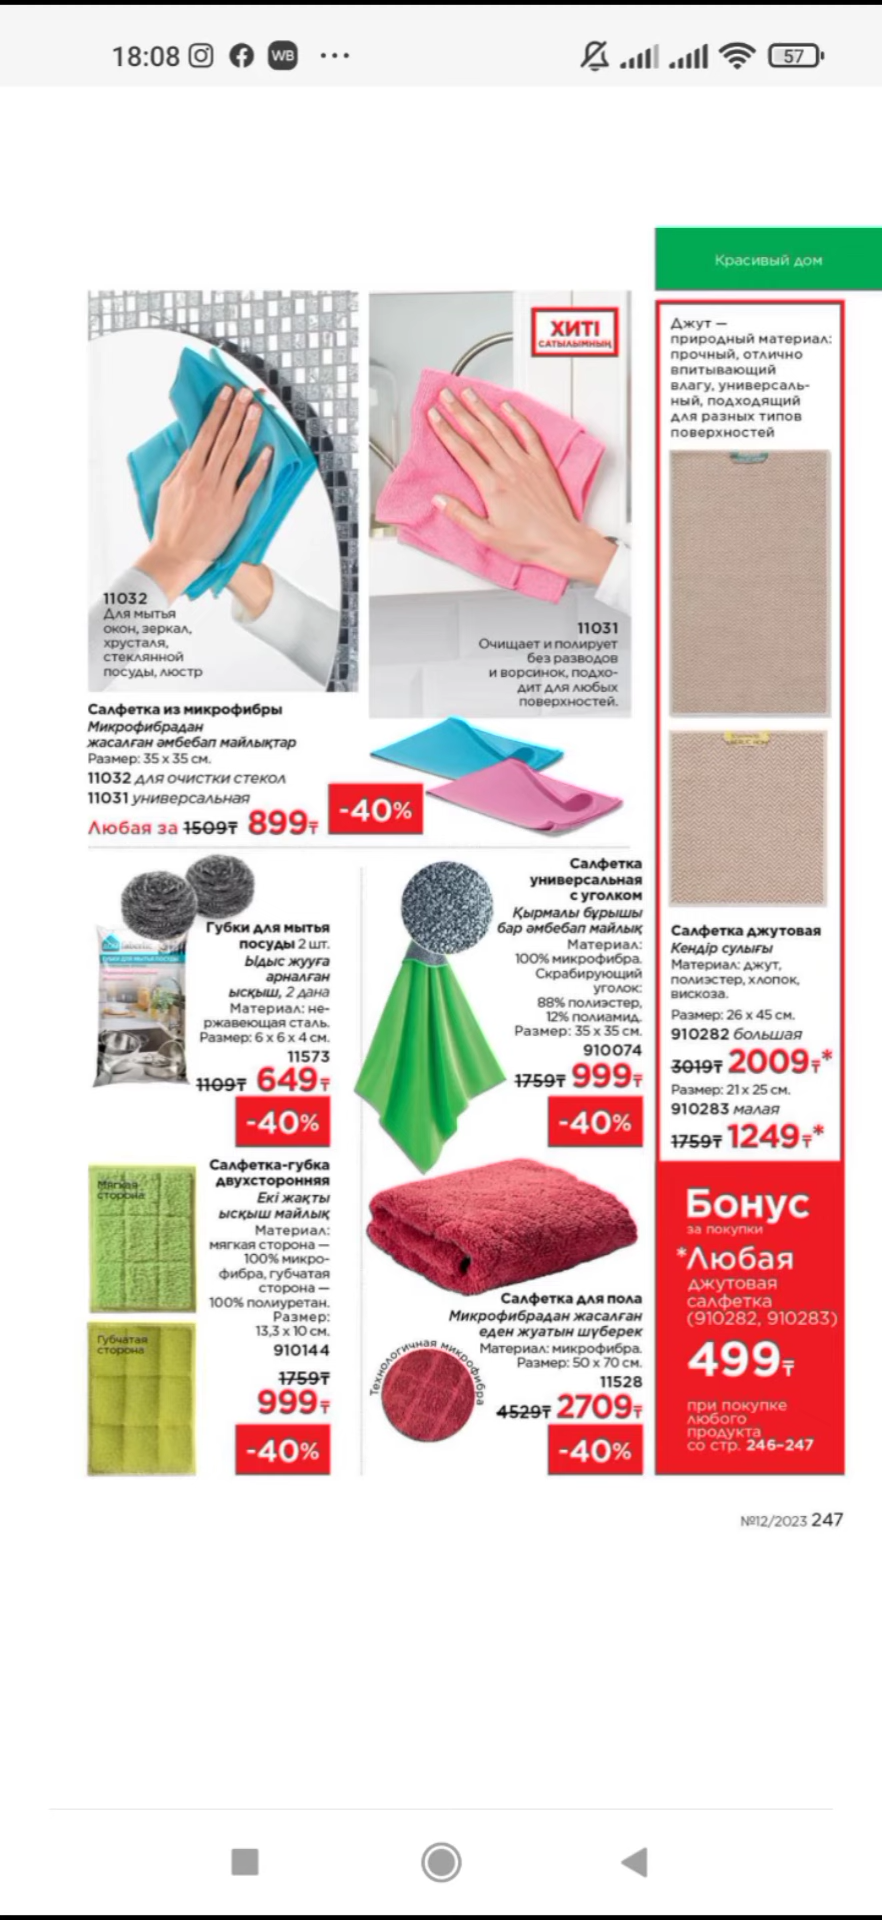 18:08
WB
57
Красивый дом
ХИТІ
САТЫЛЫМНЫҢ
11032
Для мытья
окон, зеркал,
хрусталя,
стеклянной
посуды, люстр
11031
Очищает и полирует
без разводов
и ворсинок, подхо-
дит для любых
поверхностей.
Салфетка из микрофибры
Микрофибрадан
жасалған әмбебап майлықтар
Размер: 35 x 35 см.
11032 для очистки стекол
11031 универсальная
Любая за 1509₸ 899₸
-40%
Губки для мытья
посуды 2 шт.
Ыдыс жууға
арналған
ысқыш, 2 дана
Материал: не-
ржавеющая сталь.
Размер: 6 x 6 x 4 см.
11573
1109₸ 649₸
-40%
Салфетка
универсальная
с уголком
Қырмалы бұрышы
бар әмбебап майлық
Материал:
100% микрофибра.
Скрабирующий
уголок:
88% полиэстер,
12% полиамид.
Размер: 35 x 35 см.
910074
1759₸ 999₸
-40%
Мягкая
сторона
Губчатая
сторона
Салфетка-губка
двухсторонняя
Екі жақты
ысқыш майлық
Материал:
мягкая сторона —
100% микро-
фибра, губчатая
сторона —
100% полиуретан.
Размер:
13,3 x 10 см.
910144
1759₸
999₸
-40%
Салфетка для пола
Микрофибрадан жасалған
еден жуатын шүберек
Материал: микрофибра.
Размер: 50 x 70 см.
11528
4529₸ 2709₸
-40%
Технологичная микрофибра
Джут —
природный материал:
прочный, отлично
впитывающий
влагу, универсаль-
ный, подходящий
для разных типов
поверхностей
Салфетка джутовая
Кендір сулығы
Материал: джут,
полиэстер, хлопок,
вискоза.
Размер: 26 x 45 см.
910282 большая
3019₸ 2009₸*
Размер: 21 x 25 см.
910283 малая
1759₸ 1249₸*
Бонус
за покупки
*Любая
джутовая
салфетка
(910282, 910283)
499₸
при покупке
любого
продукта
со стр. 246–247
№12/2023 247